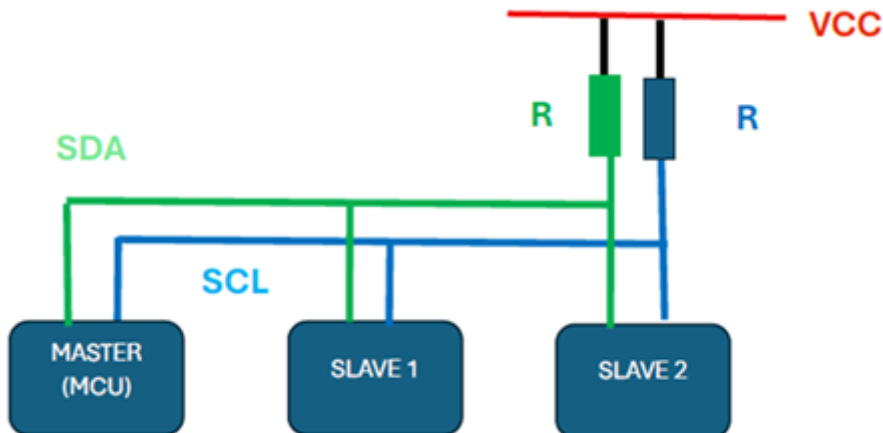 VCC
R
R
SDA
SCL
MASTER
(MCU)
SLAVE 1
SLAVE 2